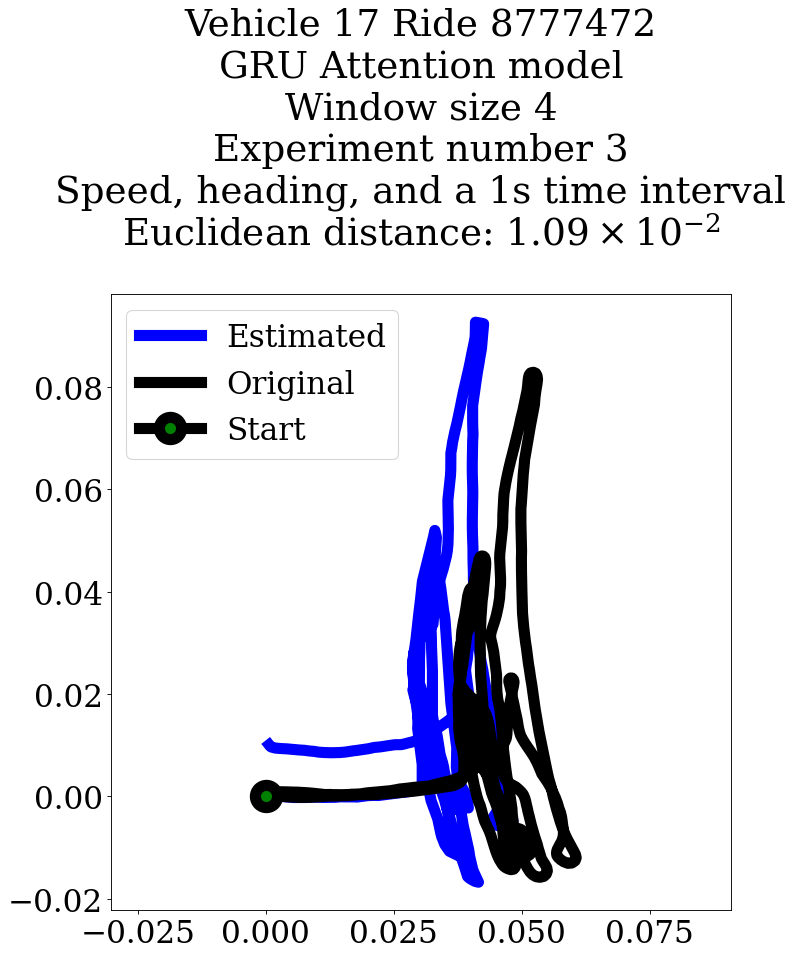 Vehicle 17 Ride 8777472
GRU Attention model
Window size 4
Experiment number 3
Speed, heading, and a 1s time interval
Euclidean distance: 1.09 × 10⁻²
Estimated
Original
Start
0.08
0.06
0.04
0.02
0.00
−0.02
−0.025 0.000 0.025 0.050 0.075